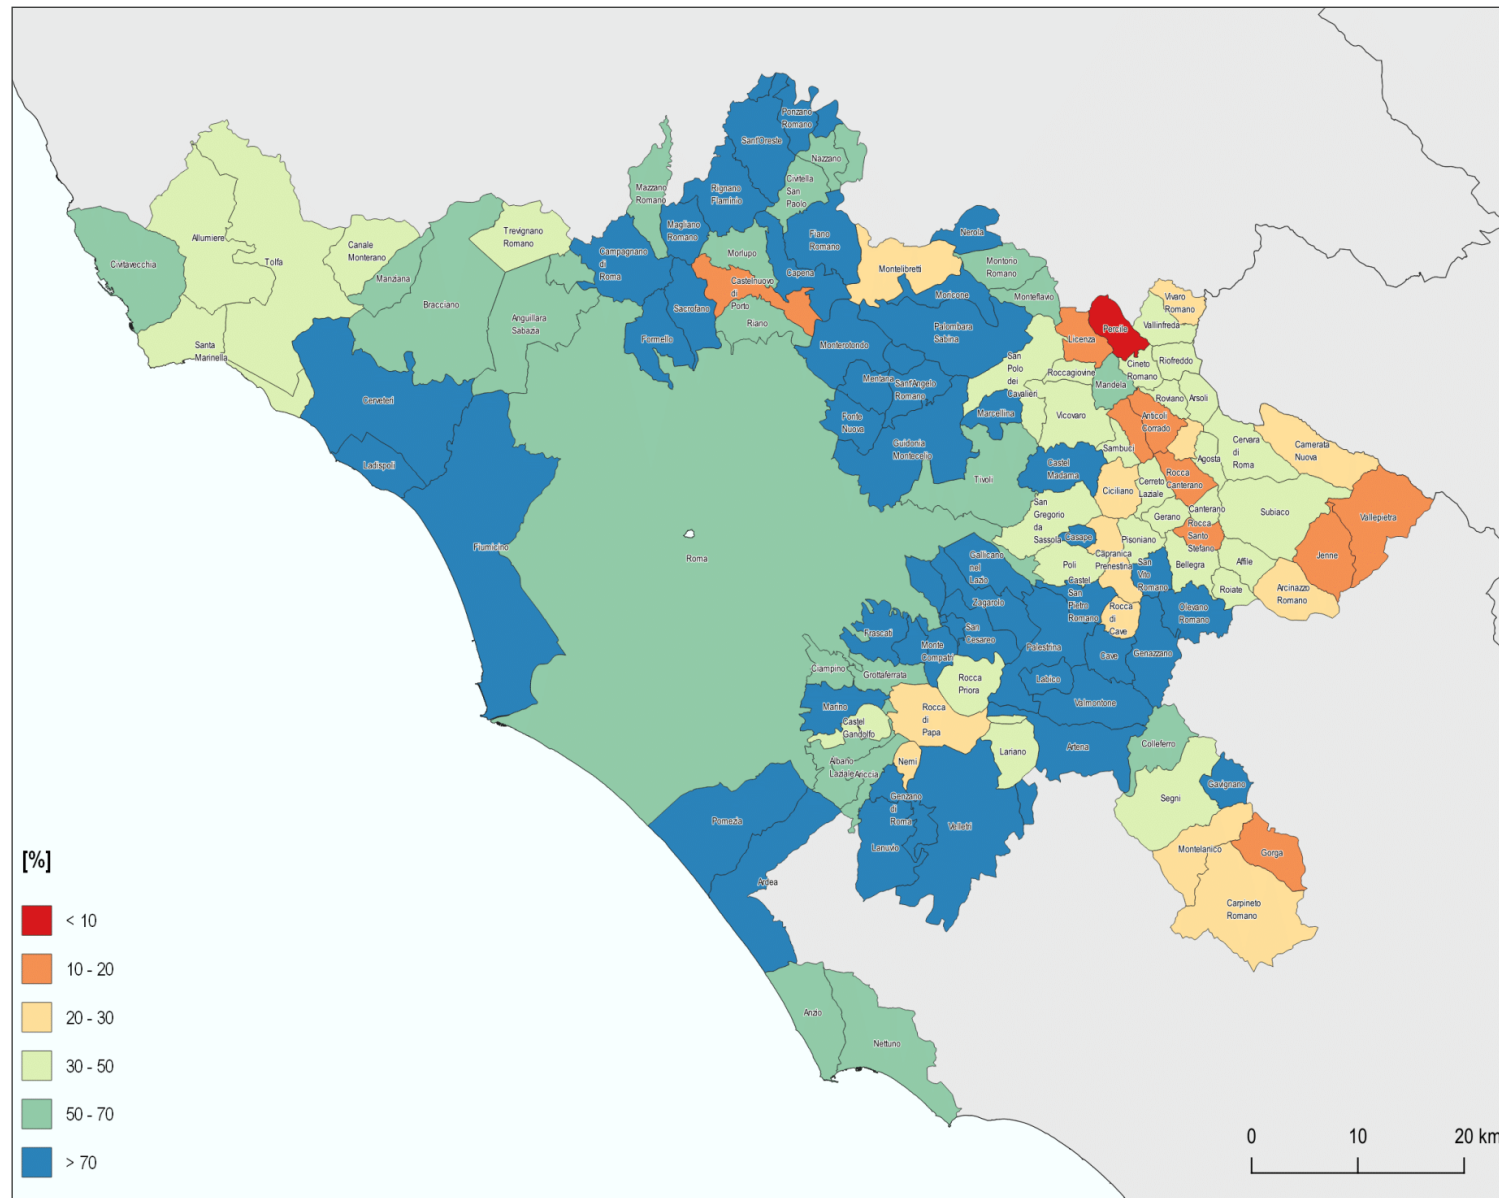 Ponzano
Romano
Sant'Oreste
Nazzano
Mazzano
Romano
Civitella
San
Paolo
Rignano
Flaminio
Magliano
Romano
Fiano
Romano
Nerola
Trevignano
Romano
Allumiere
Canale
Monterano
Tolfa
Civitavecchia
Manziana
Bracciano
Campagnano
di
Roma
Morlupo
Capena
Castelnuovo
di
Porto
Montelibretti
Montorio
Romano
Monteflavio
Moricone
Vivaro
Romano
Vallinfreda
Percile
Licenza
Anguillara
Sabazia
Sacrofano
Riano
Formello
Monterotondo
Palombara
Sabina
Santa
Marinella
San
Polo
dei
Cavalieri
Roccagiovine
Cineto
Romano
Riofreddo
Mandela
Mentana
Sant'Angelo
Romano
Roviano
Arsoli
Cerveteri
Fonte
Nuova
Marcellina
Vicovaro
Anticoli
Corrado
Guidonia
Montecelio
Sambuci
Agosta
Cervara
di
Roma
Camerata
Nuova
Ladispoli
Tivoli
Castel
Madama
Ciciliano
Cerreto
Laziale
Rocca
Canterano
Canterano
Subiaco
Vallepietra
San
Gregorio
da
Sassola
Gerano
Rocca
Santo
Stefano
Casape
Pisoniano
Fiumicino
Roma
Gallicano
nel
Lazio
Poli
Capranica
Prenestina
San
Vito
Romano
Bellegra
Affile
Jenne
Roiate
Arcinazzo
Romano
Castel
San
Pietro
Romano
Zagarolo
Rocca
di
Cave
Olevano
Romano
Frascati
San
Cesareo
Monte
Compatri
Palestrina
Cave
Genazzano
Ciampino
Grottaferrata
Rocca
Priora
Labico
Marino
Castel
Gandolfo
Rocca
di
Papa
Valmontone
Lariano
Artena
Colleferro
Nemi
Albano
Laziale
Ariccia
Genzano
di
Roma
Segni
Gavignano
Pomezia
Velletri
Lanuvio
Montelanico
Gorga
Ardea
Carpineto
Romano
Anzio
Nettuno
[%]
< 10
10 - 20
20 - 30
30 - 50
50 - 70
> 70
0 10 20 km